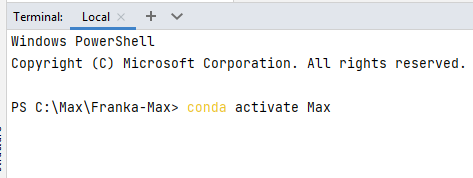 Terminal: Local
Windows PowerShell
Copyright (C) Microsoft Corporation. All rights reserved.
PS C:\Max\Franka-Max> conda activate Max